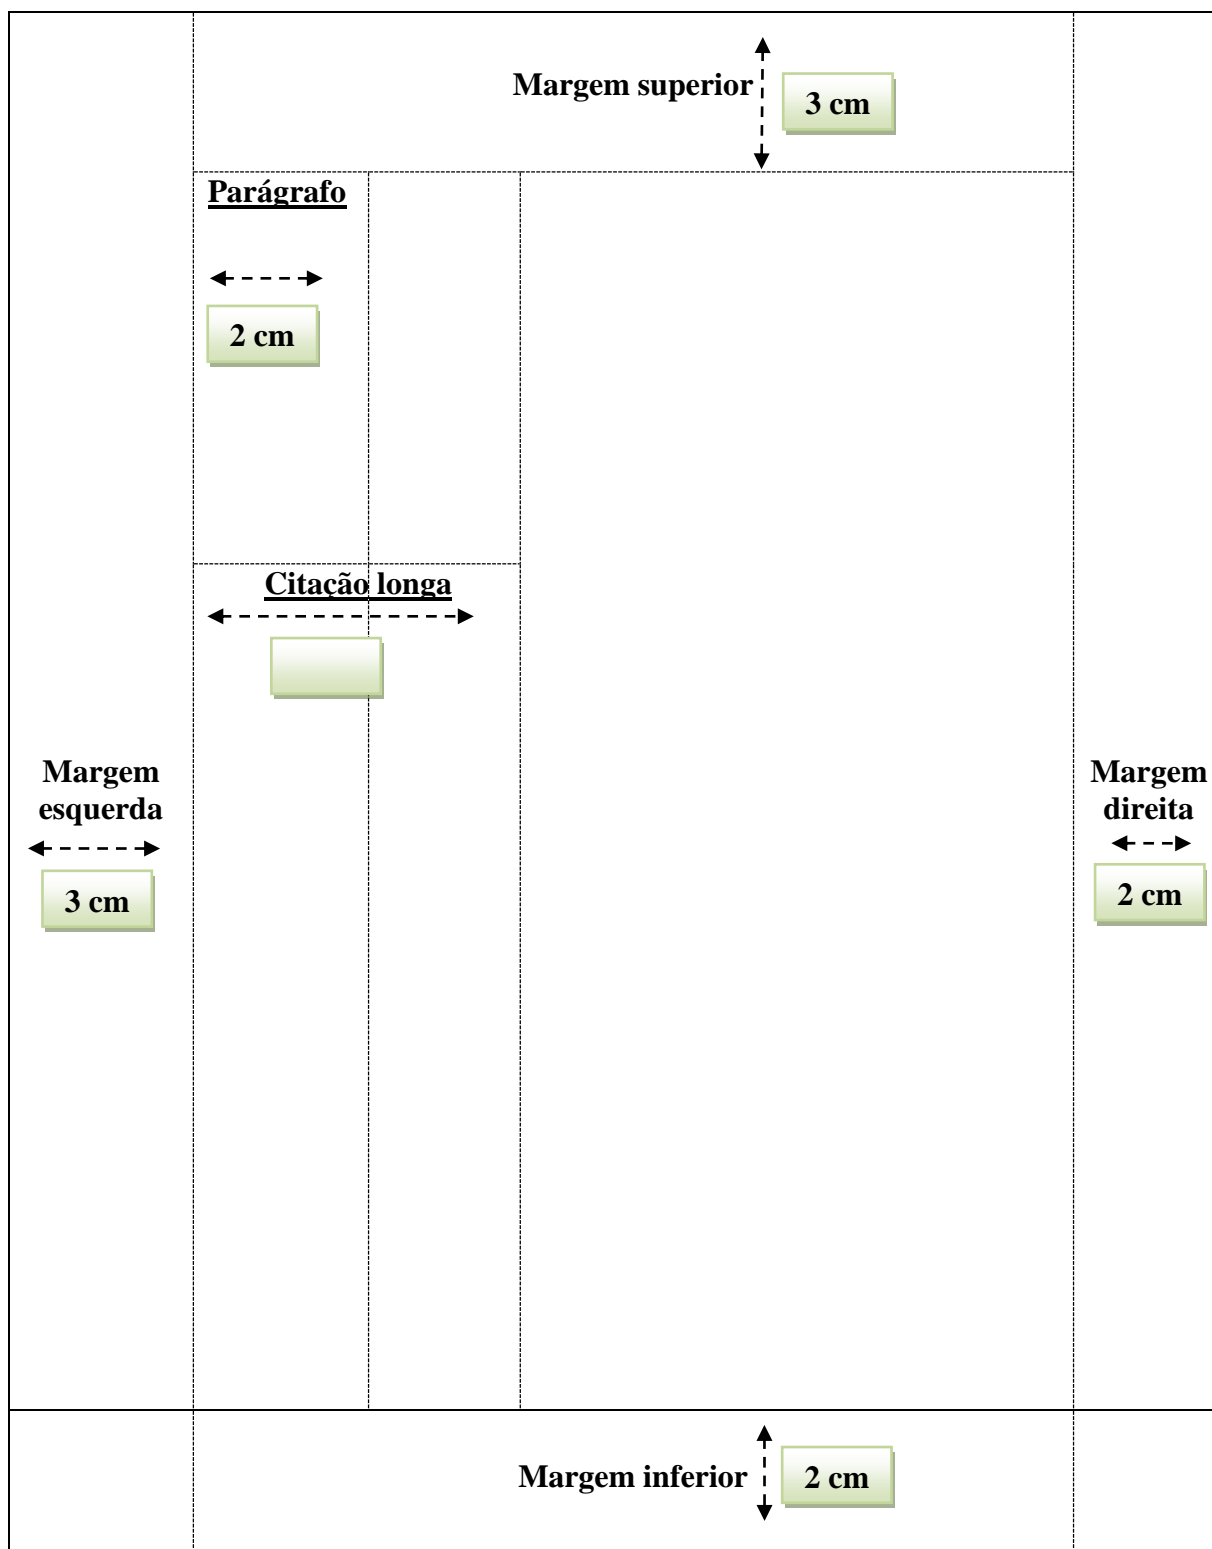 Margem superior
3 cm
Parágrafo
2 cm
Citação longa
Margem
esquerda
3 cm
Margem
direita
2 cm
Margem inferior
2 cm